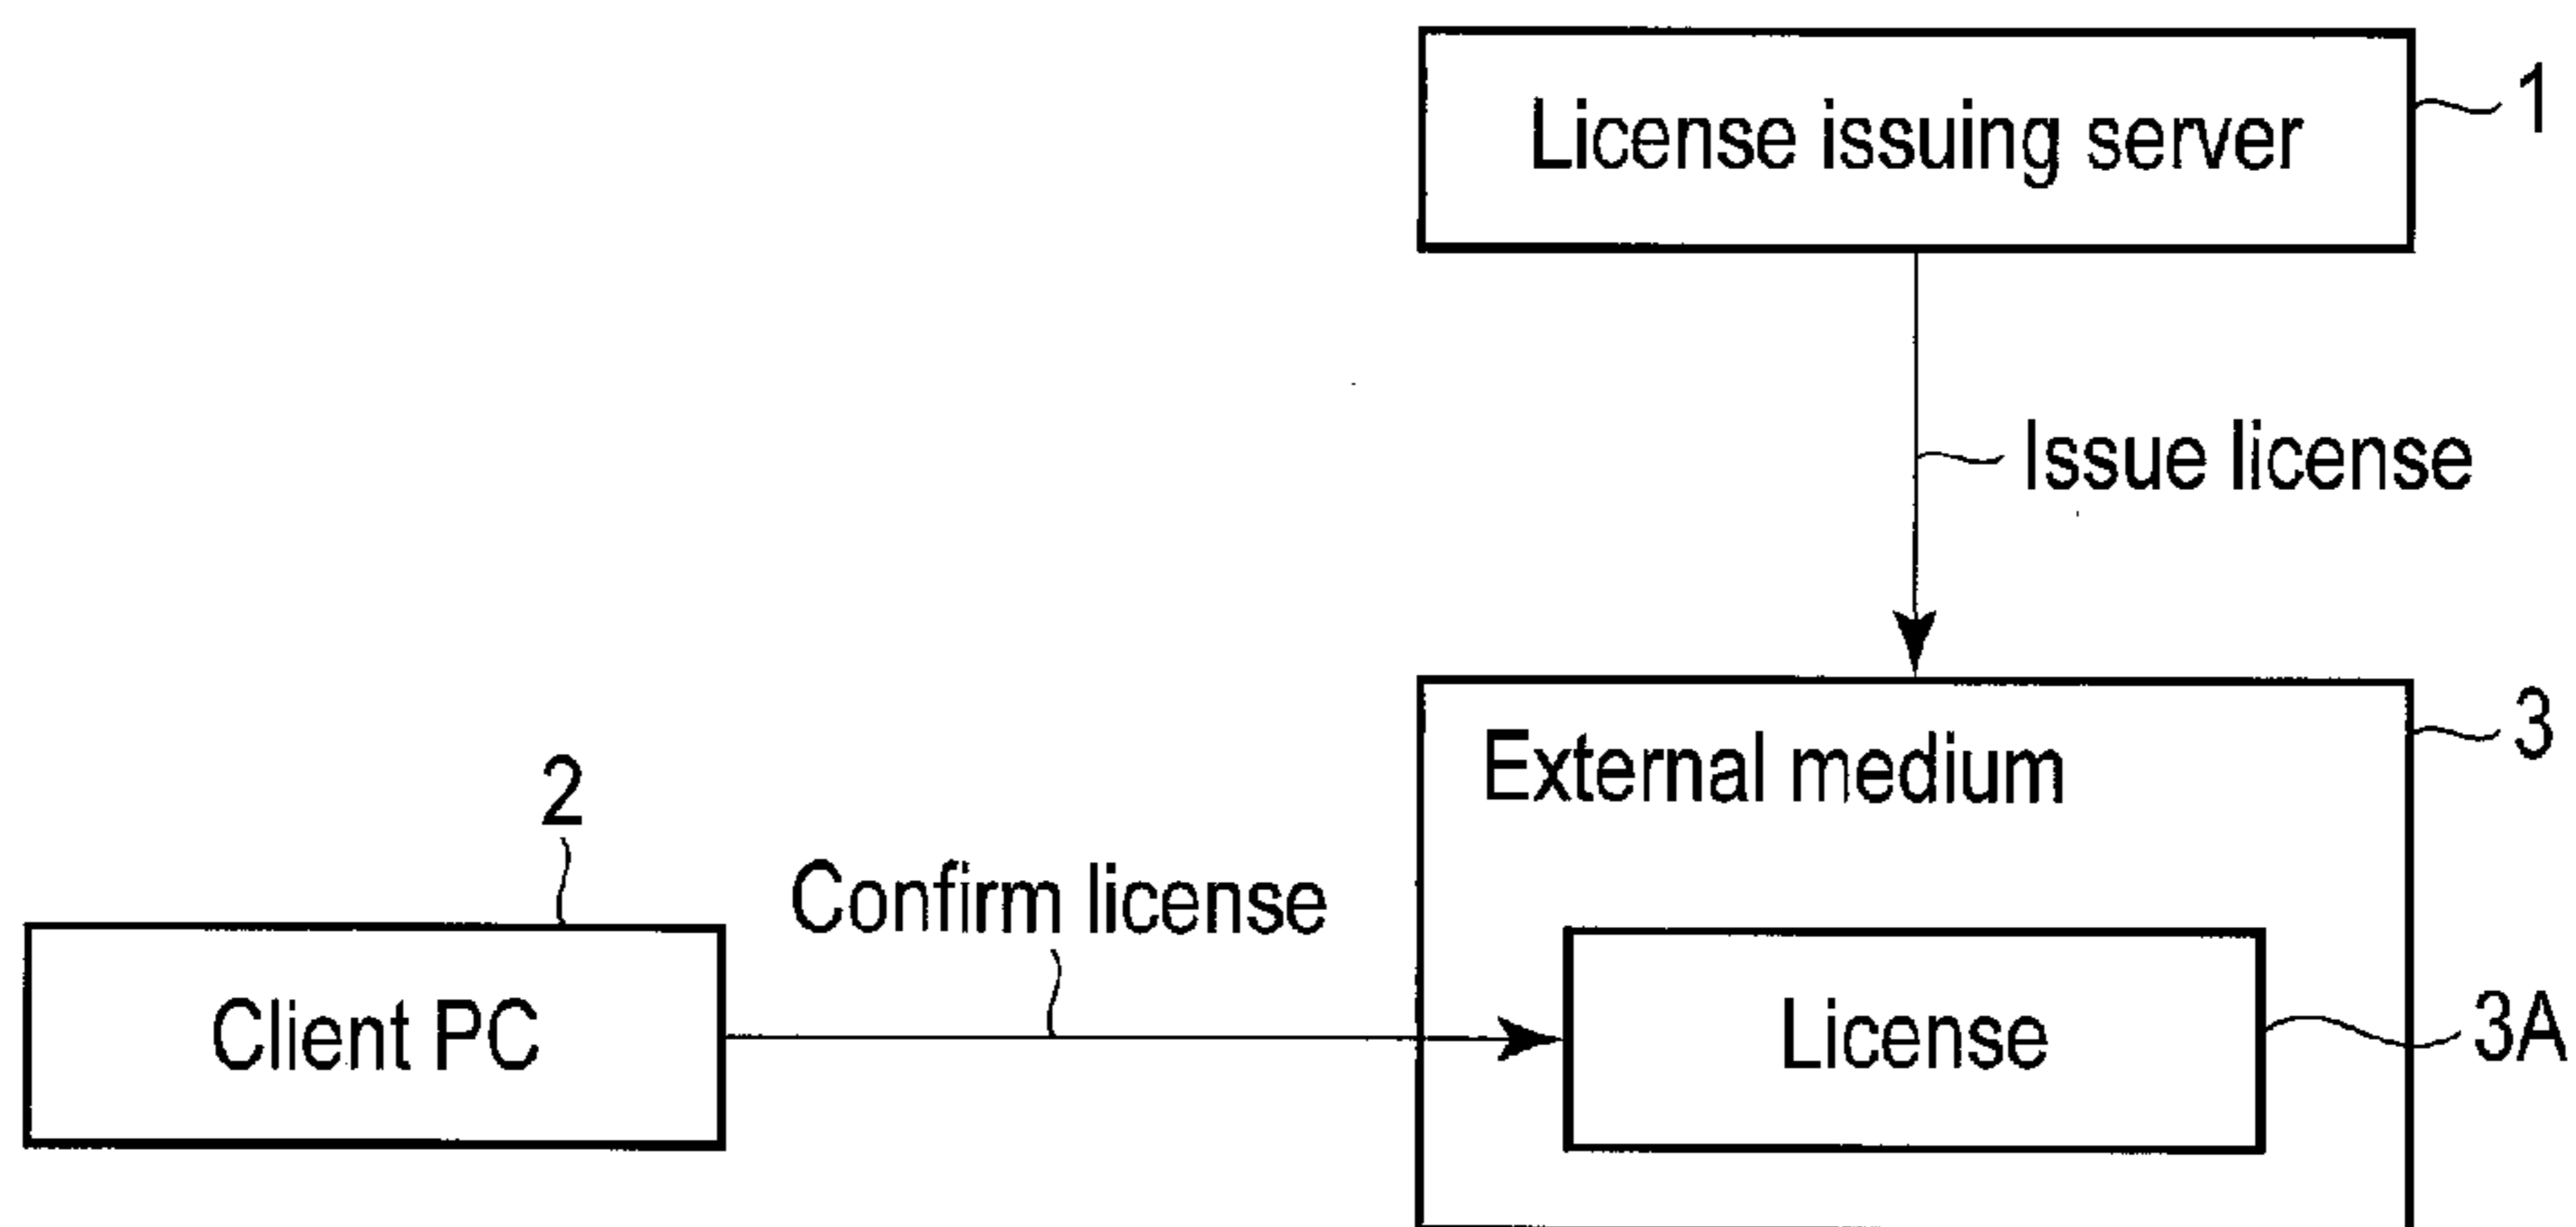 License issuing server
1
Issue license
External medium
3
2
Confirm license
Client PC
License
3A